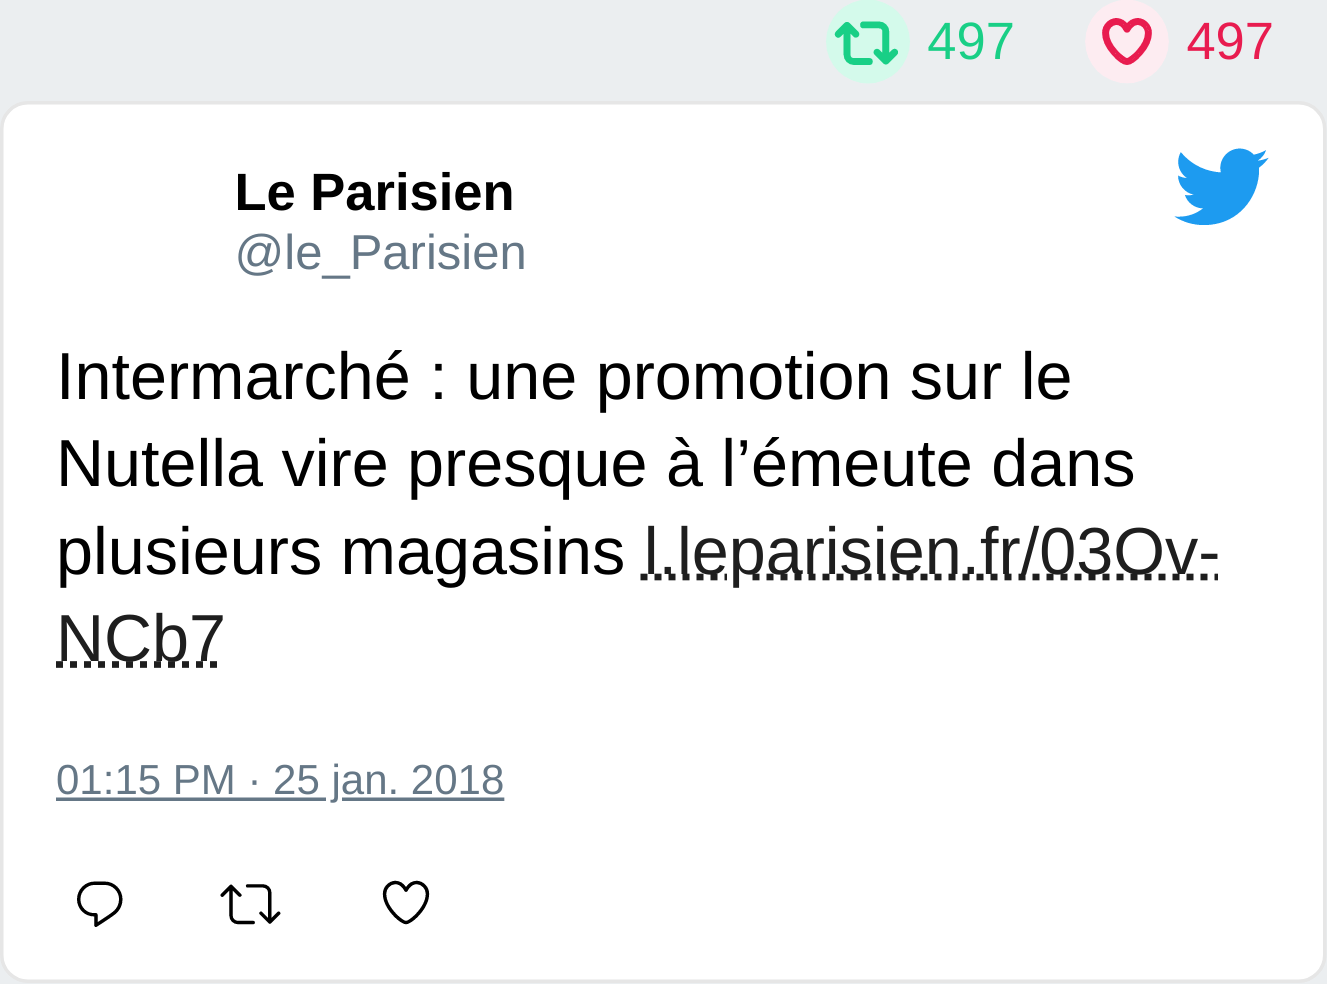 497 497
Le Parisien
@le_Parisien
Intermarché : une promotion sur le
Nutella vire presque à l’émeute dans
plusieurs magasins l.leparisien.fr/03Ov-
NCb7
01:15 PM · 25 jan. 2018